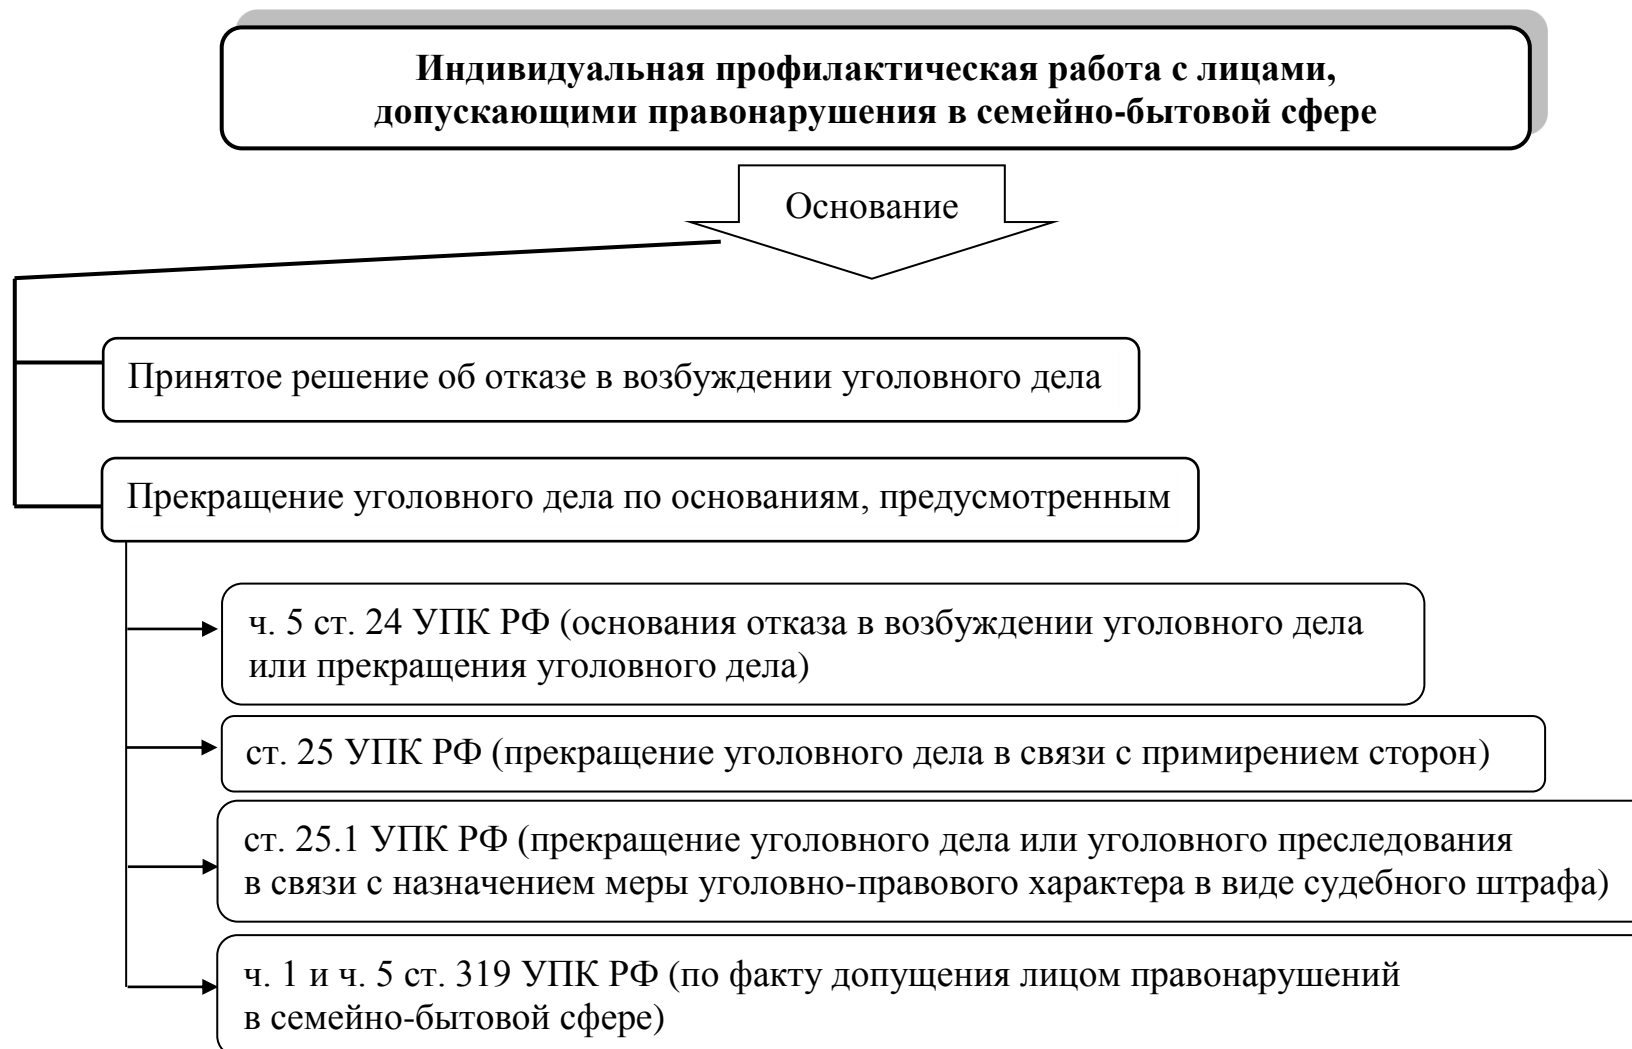 Индивидуальная профилактическая работа с лицами,
допускающими правонарушения в семейно-бытовой сфере
Основание
Принятое решение об отказе в возбуждении уголовного дела
Прекращение уголовного дела по основаниям, предусмотренным
ч. 5 ст. 24 УПК РФ (основания отказа в возбуждении уголовного дела
или прекращения уголовного дела)
ст. 25 УПК РФ (прекращение уголовного дела в связи с примирением сторон)
ст. 25.1 УПК РФ (прекращение уголовного дела или уголовного преследования
в связи с назначением меры уголовно-правового характера в виде судебного штрафа)
ч. 1 и ч. 5 ст. 319 УПК РФ (по факту допущения лицом правонарушений
в семейно-бытовой сфере)